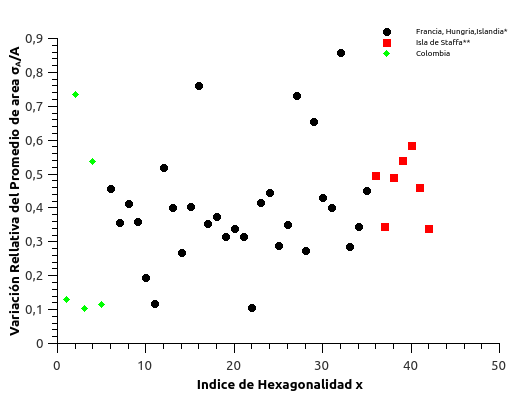 Francia, Hungria,Islandia*
Isla de Staffa**
Colombia
Variación Rellativa del Promedio de area σA/A
0,9
0,8
0,7
0,6
0,5
0,4
0,3
0,2
0,1
0
0 10 20 30 40 50
Indice de Hexagonalidad x